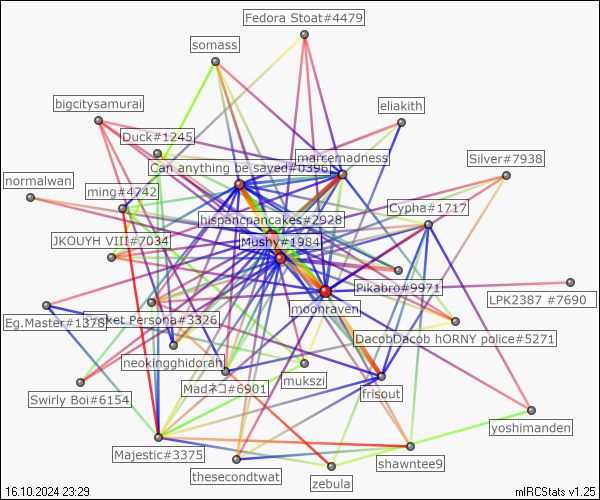 Fedora Stoat#4479
somass
bigcitysamurai
eliakith
Duck#1245
marcemadness
Silver#7938
Can anything be saved#0396
normalwan
ming#4742
Cypha#1717
hispancpancakes#2928
JKOUYH VIII#7034
Mushy#1984
Pikabro#9971
LPK2387 #7690
moonraven
Eg.Master#1378
ket Persona#3326
DacobDacob hORNY police#5271
neokingghidorah
Madネコ#6901
mukszi
frisout
Swirly Boi#6154
yoshimanden
Majestic#3375
shawntee9
thesecondtwat
zebula
16.10.2024 23:29
mIRCStats v1.25